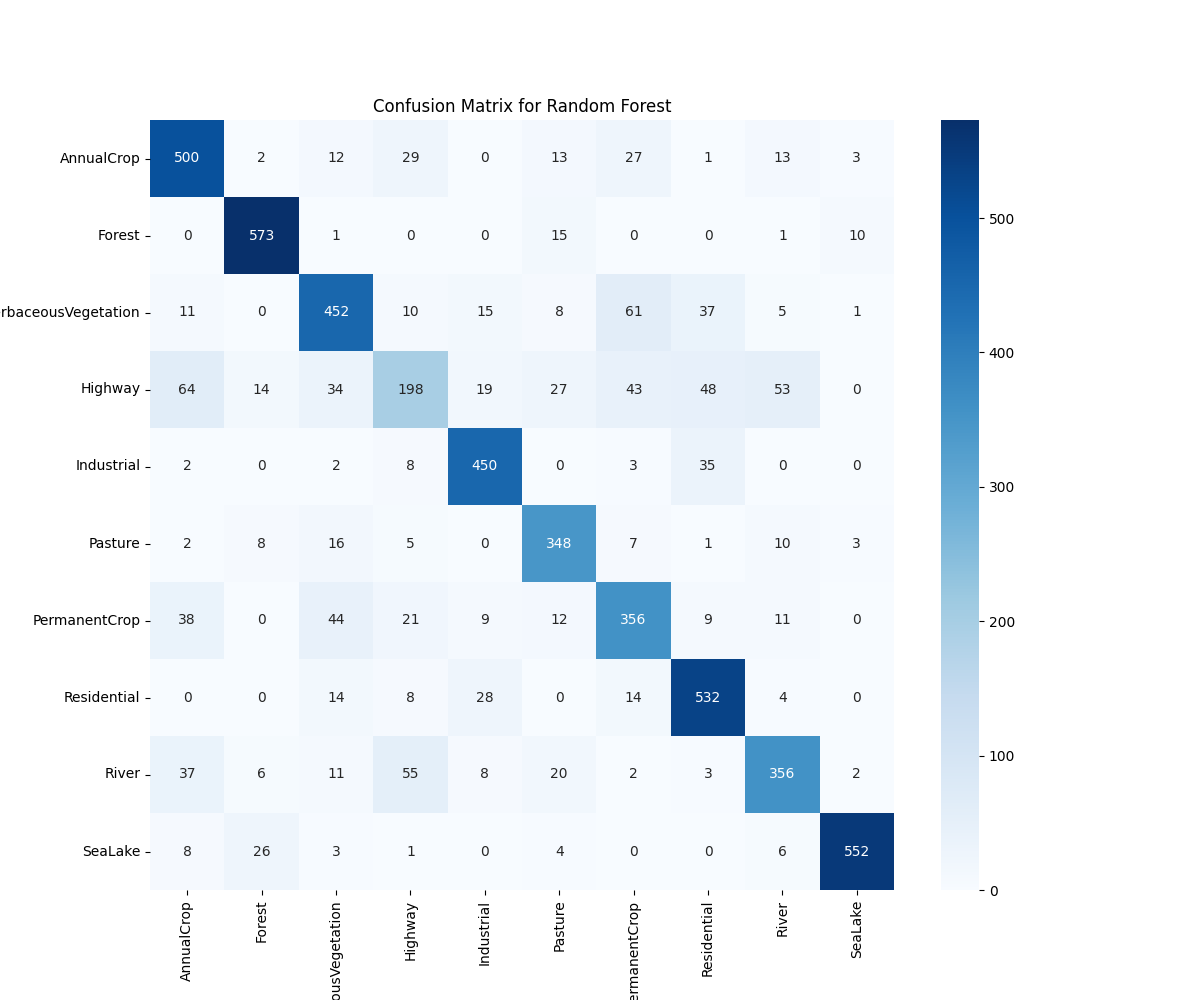 Confusion Matrix for Random Forest
AnnualCrop 500 2 12 29 0 13 27 1 13 3
Forest 0 573 1 0 0 15 0 0 1 10
rbaceousVegetation 11 0 452 10 15 8 61 37 5 1
Highway 64 14 34 198 19 27 43 48 53 0
Industrial 2 0 2 8 450 0 3 35 0 0
Pasture 2 8 16 5 0 348 7 1 10 3
PermanentCrop 38 0 44 21 9 12 356 9 11 0
Residential 0 0 14 8 28 0 14 532 4 0
River 37 6 11 55 8 20 2 3 356 2
SeaLake 8 26 3 1 0 4 0 0 6 552
AnnualCrop
Forest
ousVegetation
Highway
Industrial
Pasture
ermanentCrop
Residential
River
SeaLake
500
400
300
200
100
0